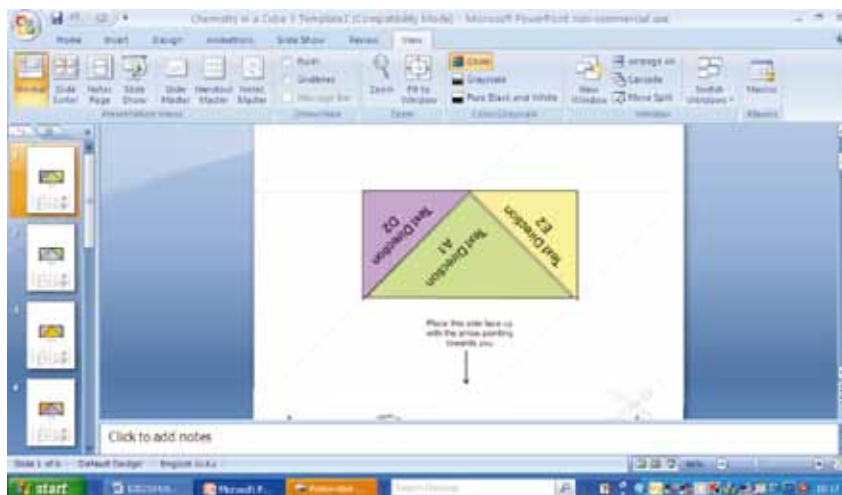 Chemistry in a Cube 3 Template1 [Compatibility Mode] - Microsoft PowerPoint non-commercial use
Home Insert Design Animations Slide Show Review View
Normal Slide Sorter Notes Page Slide Show Slide Master Handout Master Notes Master
Ruler
Gridlines
Message Bar
Zoom Fit to Window
Color
Grayscale
Pure Black and White
New Window
Arrange All
Cascade
Move Split
Switch Windows
Macros
Presentation Views Show/Hide Zoom Color/Grayscale Window Macros
Text Direction
D2
Text Direction
A1
Text Direction
E2
Place this side face up
with the arrow pointing
towards you
Click to add notes
Slide 1 of 6 Default Design English (U.K.)
start